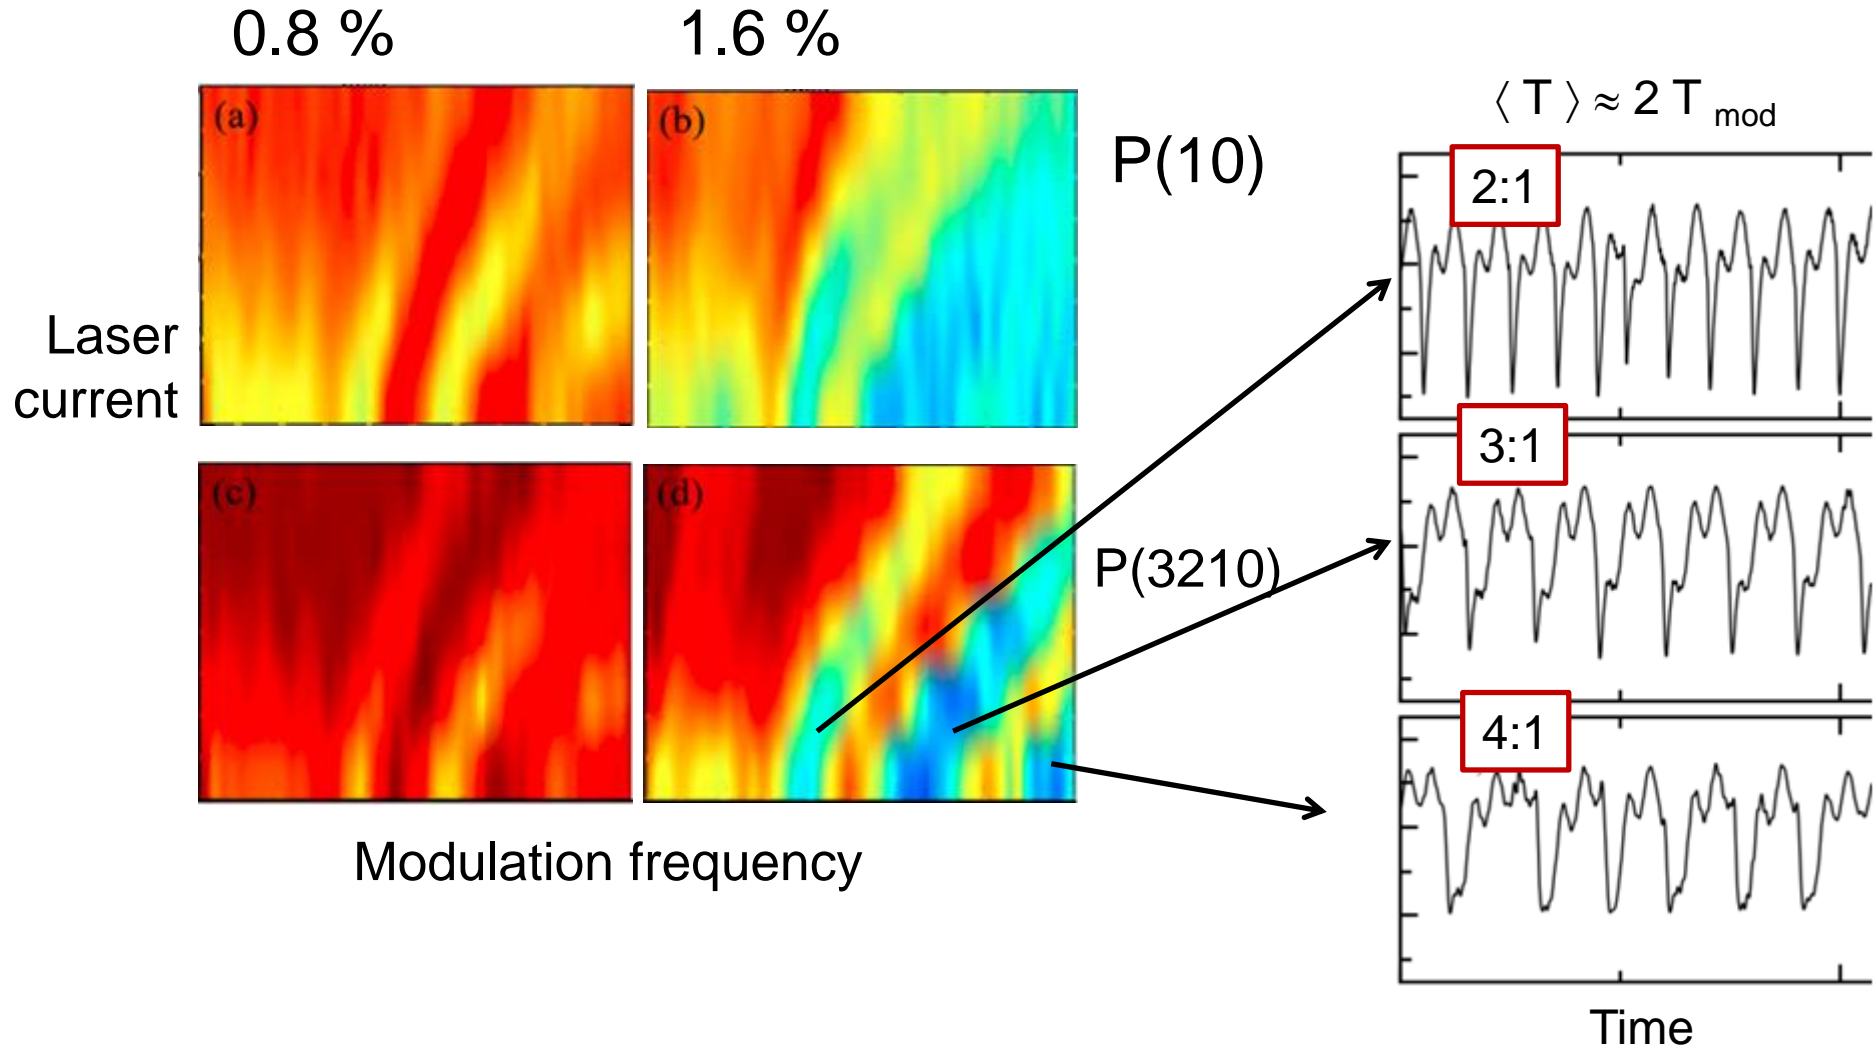 0.8 %
1.6 %
(a)
(b)
P(10)
Laser
current
(c)
(d)
P(3210)
Modulation frequency
⟨ T ⟩ ≈ 2 T mod
2:1
3:1
4:1
Time